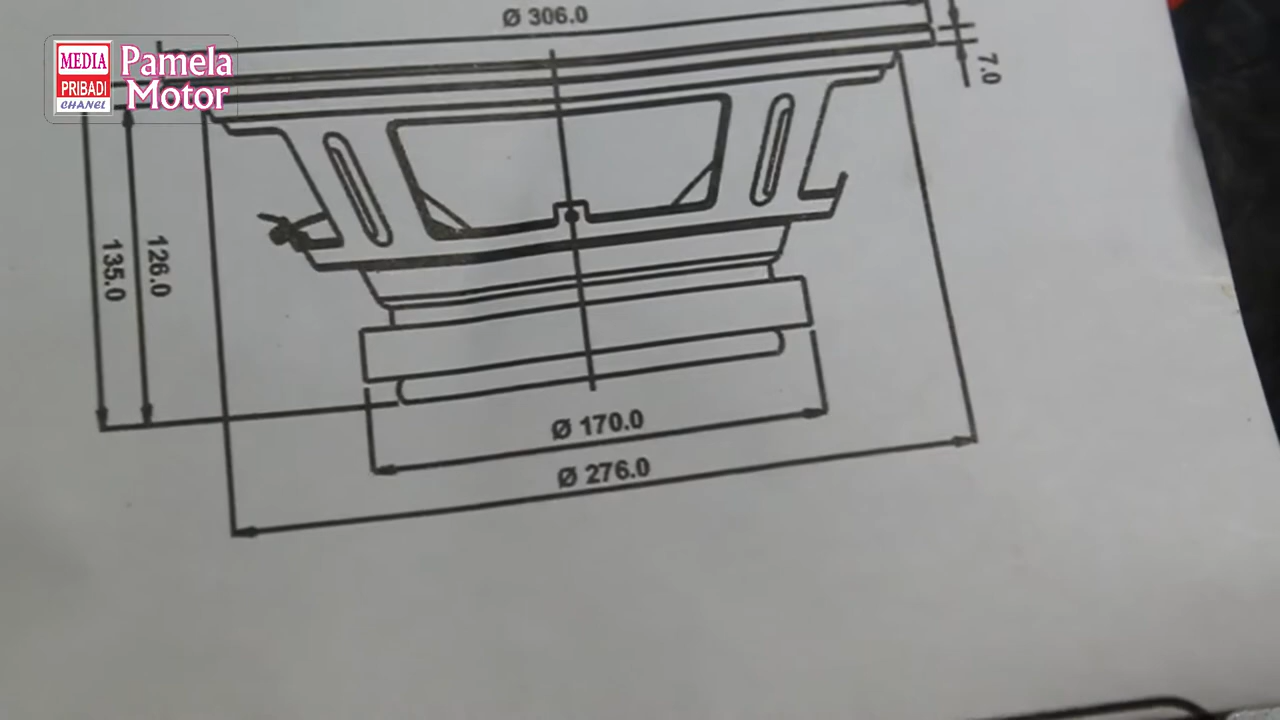 Ø 306.0
MEDIA
PRIBADI
CHANEL
Pamela
Motor
7.0
135.0
126.0
Ø 170.0
Ø 276.0